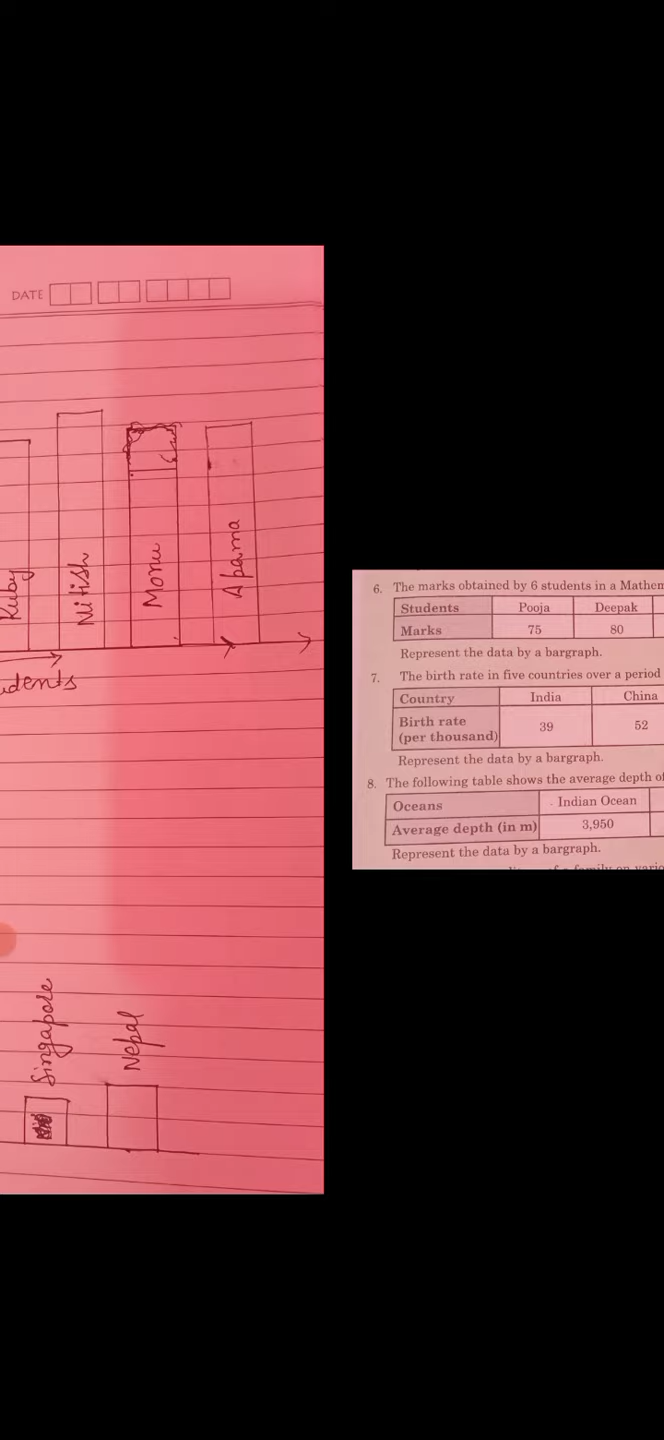 DATE
Ruby
Nitish
Monu
Aparna
udents
Singapore
Nepal
6. The marks obtained by 6 students in a Mathem
Students Pooja Deepak
Marks 75 80
Represent the data by a bargraph.
7. The birth rate in five countries over a period
Country India China
Birth rate
(per thousand) 39 52
Represent the data by a bargraph.
8. The following table shows the average depth of
Oceans Indian Ocean
Average depth (in m) 3,950
Represent the data by a bargraph.